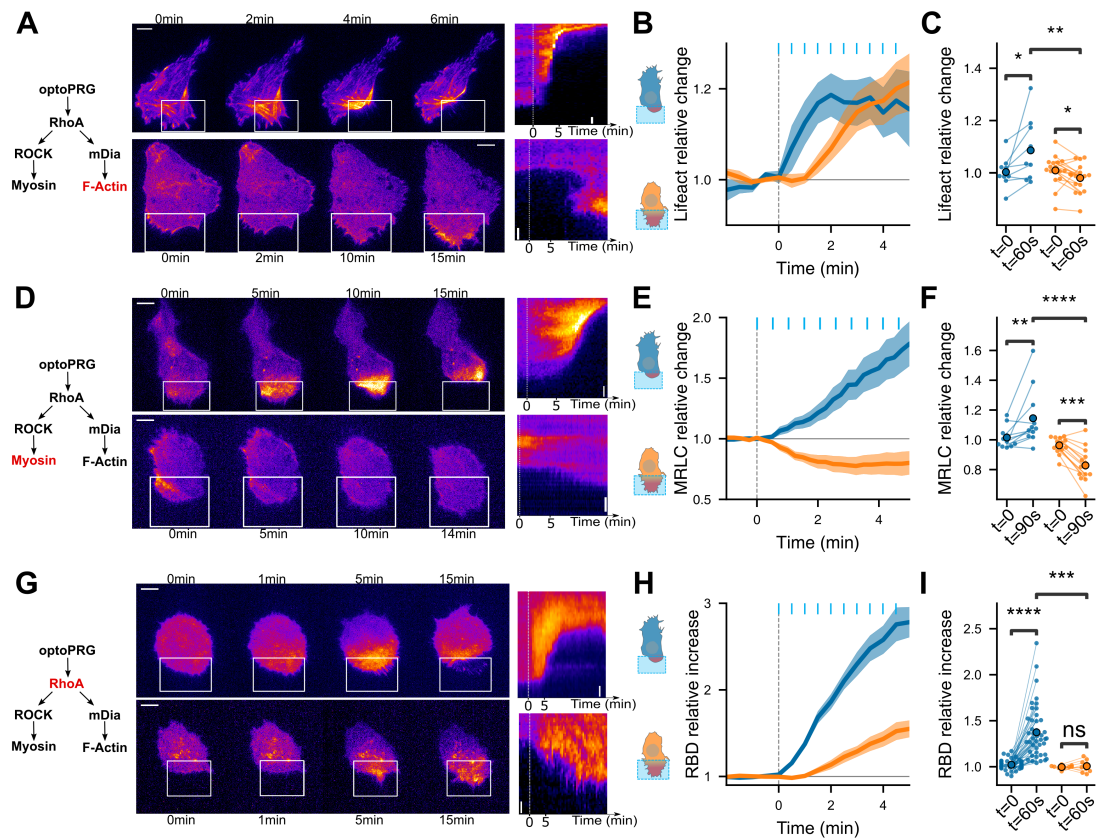 A
0min 2min 4min 6min
optoPRG
RhoA
ROCK mDia
Myosin F-Actin
0 2 Time (min)
0min 2min 10min 15min
0 2 Time (min)
B
Lifeact relative change
1.2
1.0
0 2 4
Time (min)
C
Lifeact relative change
1.4
1.2
1.0
* ** *
t=0 t=60s t=0 t=60s
D
0min 5min 10min 15min
optoPRG
RhoA
ROCK mDia
Myosin F-Actin
0 5 Time (min)
0min 5min 10min 14min
0 5 Time (min)
E
MRLC relative change
2.0
1.5
1.0
0.5
0 2 4
Time (min)
F
MRLC relative change
1.6
1.4
1.2
1.0
0.8
** **** ***
t=0 t=90s t=0 t=90s
G
0min 1min 5min 15min
optoPRG
RhoA
ROCK mDia
Myosin F-Actin
0 5 Time (min)
0min 1min 5min 15min
0 5 Time (min)
H
RBD relative increase
3
2
1
0 2 4
Time (min)
I
RBD relative increase
2.5
2.0
1.5
1.0
**** *** ns
t=0 t=60s t=0 t=60s